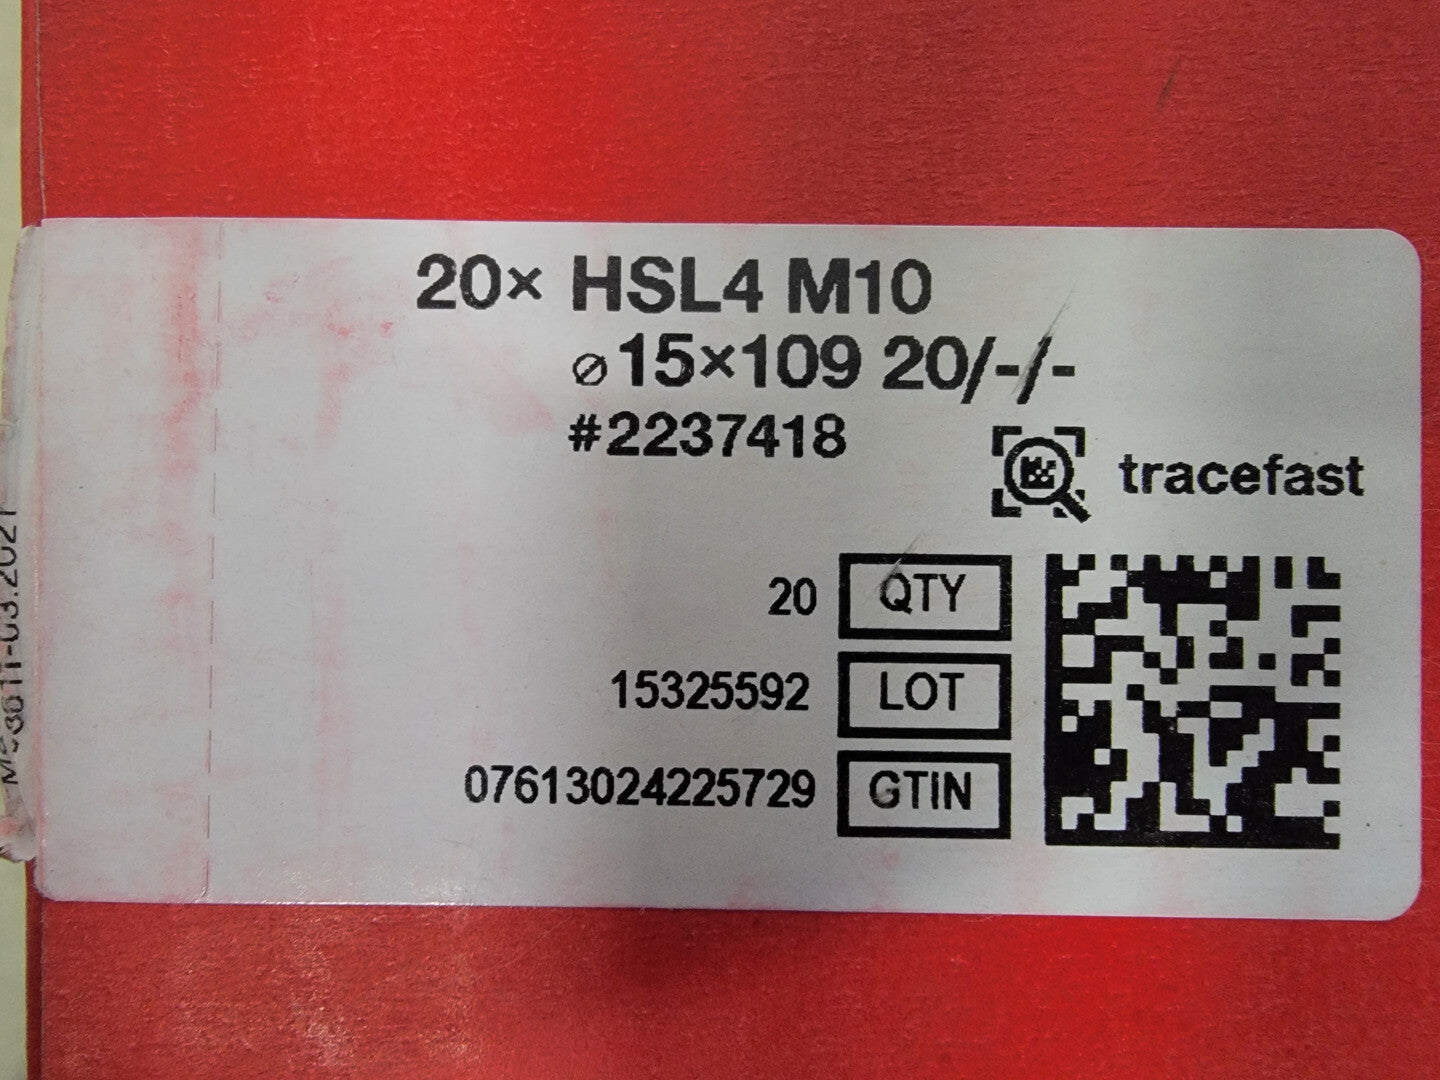 20× HSL4 M10
⌀15×109 20/-/-
#2237418
tracefast
20 QTY
15325592 LOT
07613024225729 GTIN